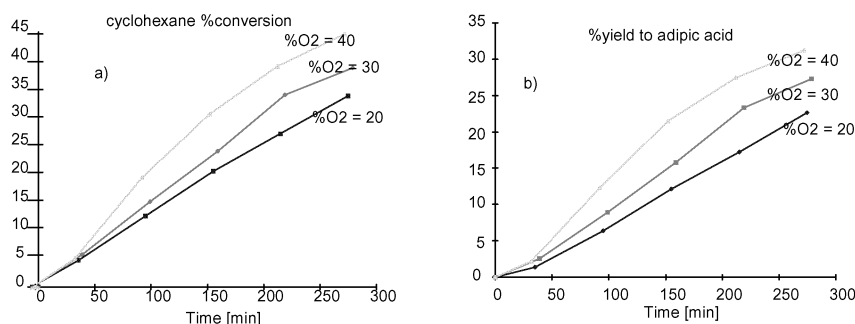 cyclohexane %conversion
a)
%O2 = 40
%O2 = 30
%O2 = 20
45
40
35
30
25
20
15
10
5
0
0 50 100 150 200 250 300
Time [min]
%yield to adipic acid
b)
%O2 = 40
%O2 = 30
%O2 = 20
35
30
25
20
15
10
5
0
0 50 100 150 200 250 300
Time [min]